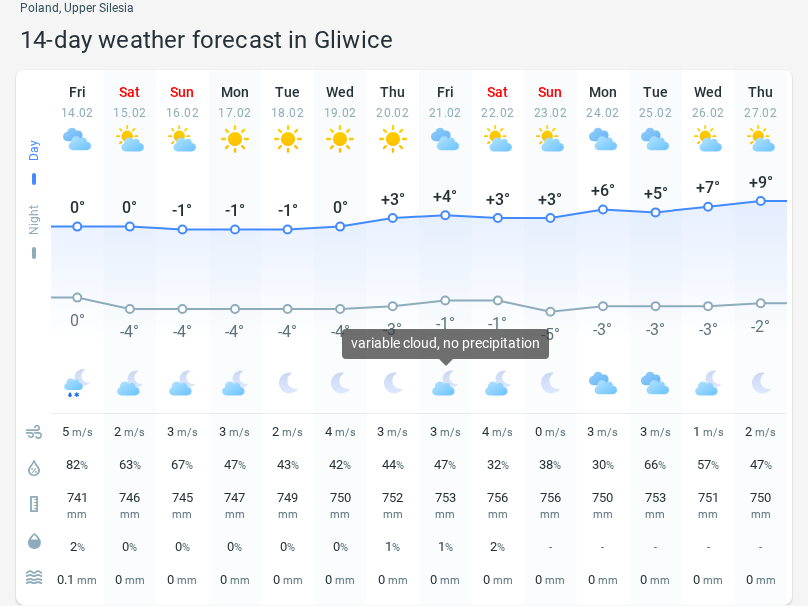 Poland, Upper Silesia
14-day weather forecast in Gliwice
Fri Sat Sun Mon Tue Wed Thu Fri Sat Sun Mon Tue Wed Thu
14.02 15.02 16.02 17.02 18.02 19.02 20.02 21.02 22.02 23.02 24.02 25.02 26.02 27.02
Day
0° 0° -1° -1° -1° 0° +3° +4° +3° +3° +6° +5° +7° +9°
Night
0° -4° -4° -4° -4° -4° -3° -1° -1° -5° -3° -3° -3° -2°
variable cloud, no precipitation
5 m/s 2 m/s 3 m/s 3 m/s 2 m/s 4 m/s 3 m/s 3 m/s 4 m/s 0 m/s 3 m/s 3 m/s 1 m/s 2 m/s
82% 63% 67% 47% 43% 42% 44% 47% 32% 38% 30% 66% 57% 47%
741 746 745 747 749 750 752 753 756 756 750 753 751 750
mm mm mm mm mm mm mm mm mm mm mm mm mm mm
2% 0% 0% 0% 0% 0% 1% 1% 2% - - - - -
0.1 mm 0 mm 0 mm 0 mm 0 mm 0 mm 0 mm 0 mm 0 mm 0 mm 0 mm 0 mm 0 mm 0 mm